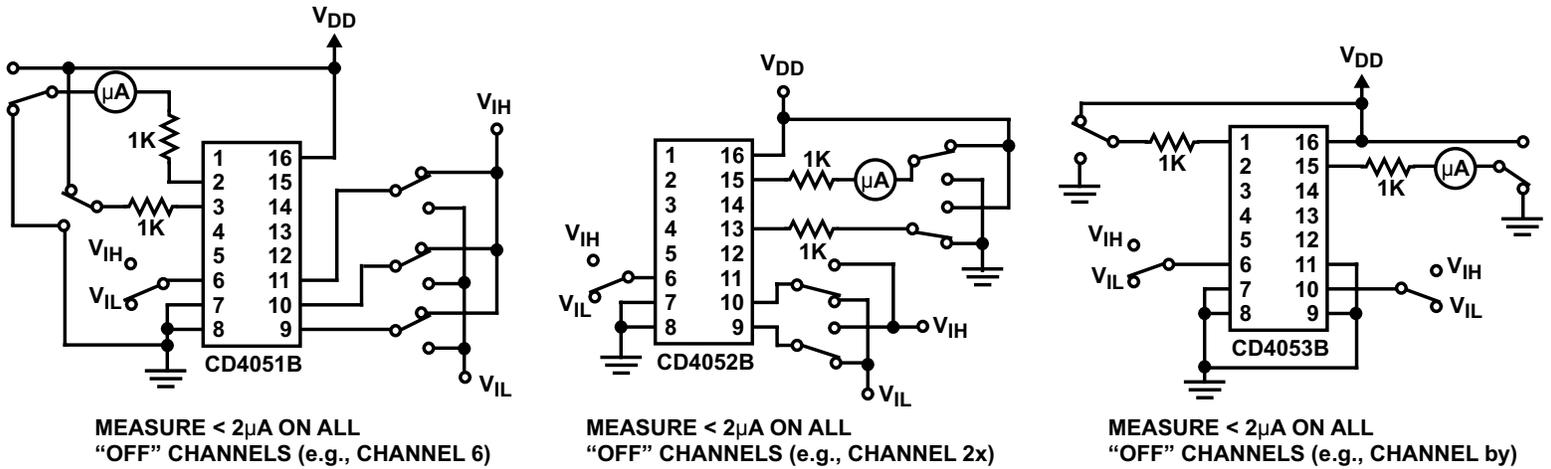 V_DD
µA
1K
1K
V_IH
1 16
2 15
3 14
4 13
5 12
6 11
7 10
8 9
V_IH
V_IL
V_IL
CD4051B
MEASURE < 2µA ON ALL
“OFF” CHANNELS (e.g., CHANNEL 6)
V_DD
1K
µA
1K
1 16
2 15
3 14
4 13
5 12
6 11
7 10
8 9
V_IH
V_IL
V_IH
V_IL
CD4052B
MEASURE < 2µA ON ALL
“OFF” CHANNELS (e.g., CHANNEL 2x)
V_DD
1K
1K
µA
1 16
2 15
3 14
4 13
5 12
6 11
7 10
8 9
V_IH
V_IL
V_IH
V_IL
CD4053B
MEASURE < 2µA ON ALL
“OFF” CHANNELS (e.g., CHANNEL by)